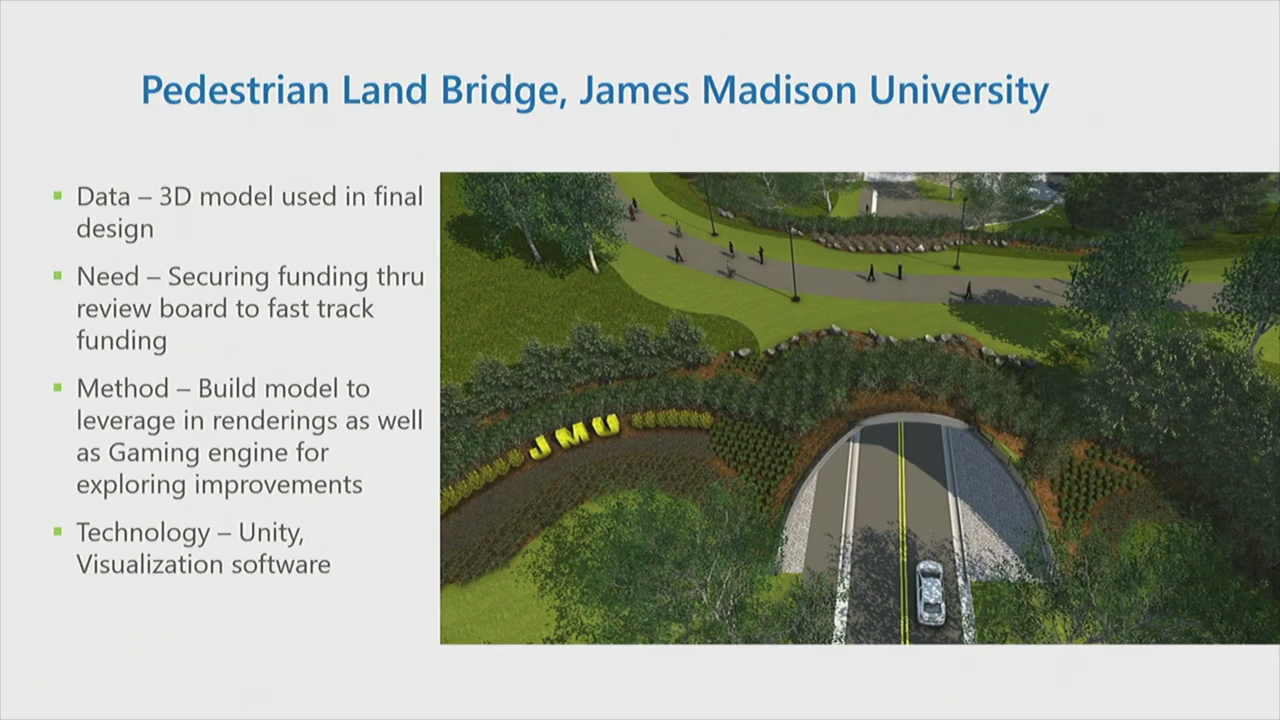 Pedestrian Land Bridge, James Madison University
Data – 3D model used in final
design
Need – Securing funding thru
review board to fast track
funding
Method – Build model to
leverage in renderings as well
as Gaming engine for
exploring improvements
Technology – Unity,
Visualization software
JMU